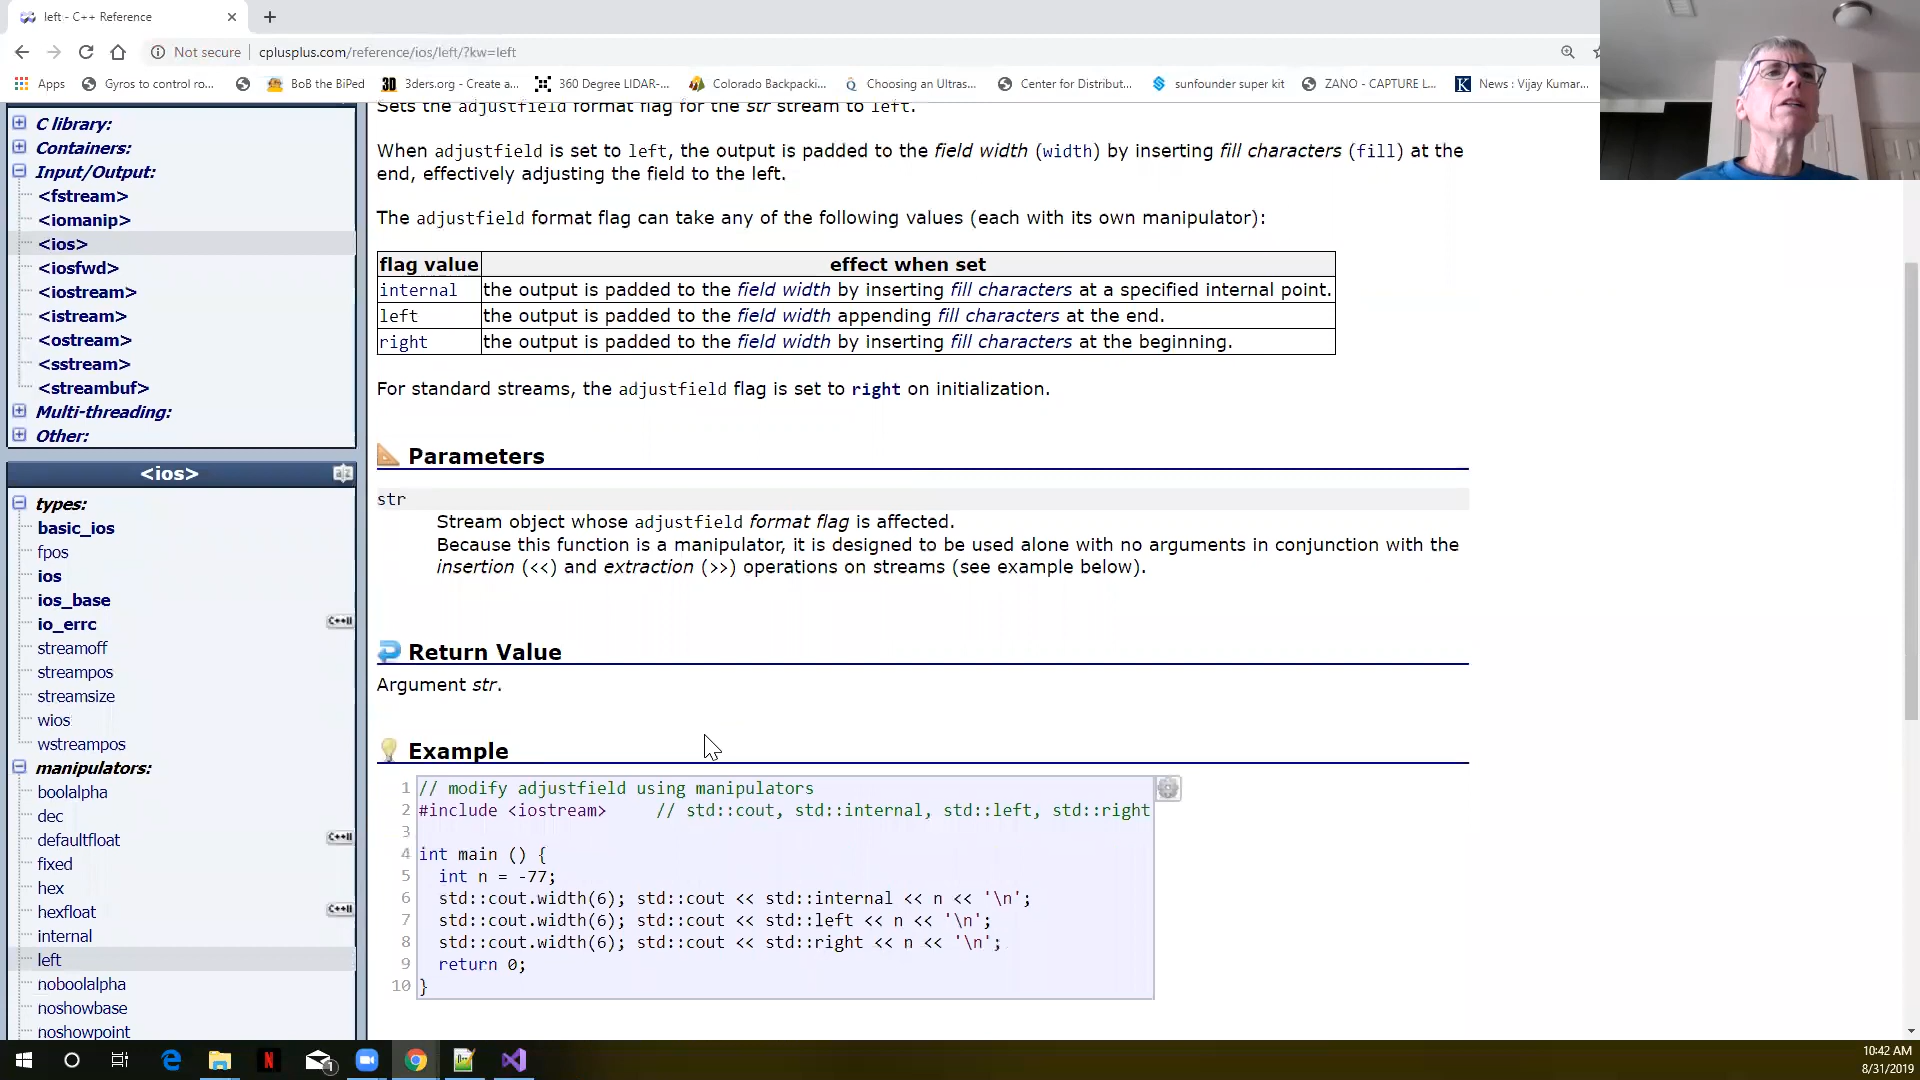 left - C++ Reference
Not secure
cplusplus.com/reference/ios/left/?kw=left
Apps
Gyros to control ro...
BoB the BiPed
3D
3ders.org - Create a...
360 Degree LIDAR-...
Colorado Backpacki...
Choosing an Ultras...
Center for Distribut...
sunfounder super kit
ZANO - CAPTURE L...
K
News : Vijay Kumar...
C library:
Containers:
Input/Output:
<fstream>
<iomanip>
<ios>
<iosfwd>
<iostream>
<istream>
<ostream>
<sstream>
<streambuf>
Multi-threading:
Other:
<ios>
types:
basic_ios
fpos
ios
ios_base
io_errc
C++11
streamoff
streampos
streamsize
wios
wstreampos
manipulators:
boolalpha
dec
defaultfloat
C++11
fixed
hex
hexfloat
C++11
internal
left
noboolalpha
noshowbase
noshowpoint
Sets the adjustfield format flag for the str stream to left.
When adjustfield is set to left, the output is padded to the field width (width) by inserting fill characters (fill) at the
end, effectively adjusting the field to the left.
The adjustfield format flag can take any of the following values (each with its own manipulator):
flag value effect when set
internal the output is padded to the field width by inserting fill characters at a specified internal point.
left the output is padded to the field width appending fill characters at the end.
right the output is padded to the field width by inserting fill characters at the beginning.
For standard streams, the adjustfield flag is set to right on initialization.
Parameters
str
Stream object whose adjustfield format flag is affected.
Because this function is a manipulator, it is designed to be used alone with no arguments in conjunction with the
insertion (<<) and extraction (>>) operations on streams (see example below).
Return Value
Argument str.
Example
1 // modify adjustfield using manipulators
2 #include <iostream>     // std::cout, std::internal, std::left, std::right
3
4 int main () {
5   int n = -77;
6   std::cout.width(6); std::cout << std::internal << n << '\n';
7   std::cout.width(6); std::cout << std::left << n << '\n';
8   std::cout.width(6); std::cout << std::right << n << '\n';
9   return 0;
10 }
10:42 AM
8/31/2019